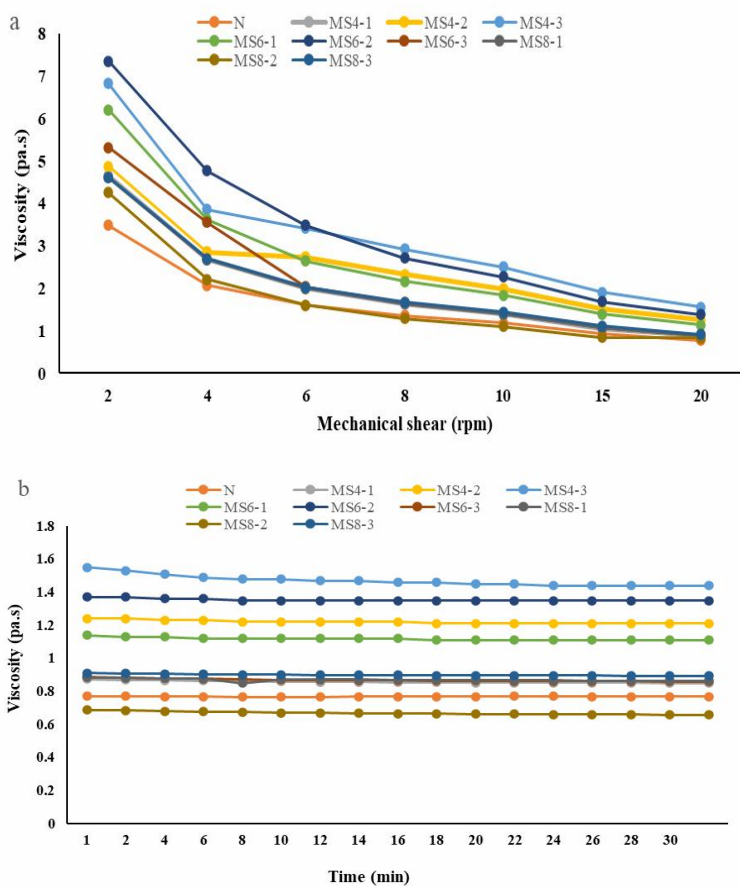 a
N MS4-1 MS4-2 MS4-3
MS6-1 MS6-2 MS6-3 MS8-1
MS8-2 MS8-3
8
7
6
5
4
3
2
1
0
Viscosity (pa.s)
2 4 6 8 10 15 20
Mechanical shear (rpm)
b
N MS4-1 MS4-2 MS4-3
MS6-1 MS6-2 MS6-3 MS8-1
MS8-2 MS8-3
1.8
1.6
1.4
1.2
1
0.8
0.6
0.4
0.2
0
Viscosity (pa.s)
1 2 4 6 8 10 12 14 16 18 20 22 24 26 28 30
Time (min)